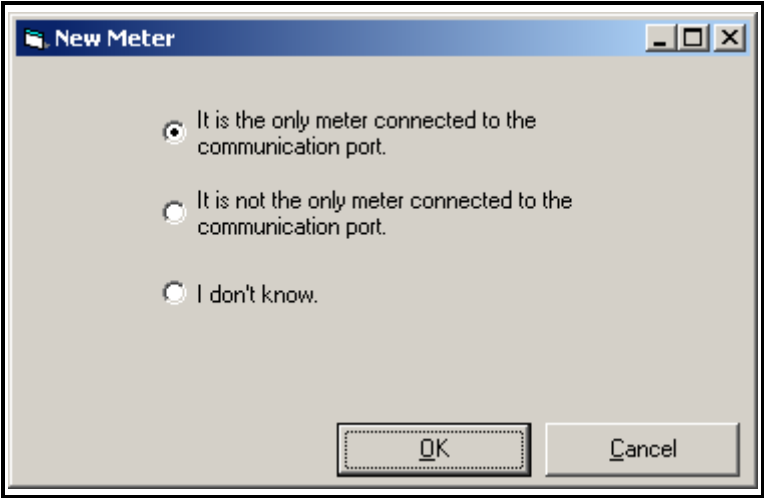 New Meter
It is the only meter connected to the
communication port.
It is not the only meter connected to the
communication port.
I don't know.
OK
Cancel